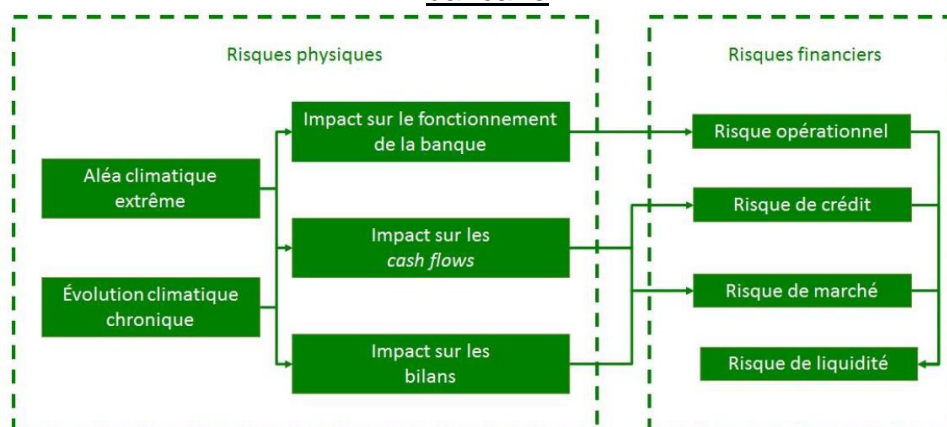 Risques physiques
Risques financiers
Aléa climatique
extrême
Évolution climatique
chronique
Impact sur le fonctionnement
de la banque
Impact sur les
cash flows
Impact sur les
bilans
Risque opérationnel
Risque de crédit
Risque de marché
Risque de liquidité